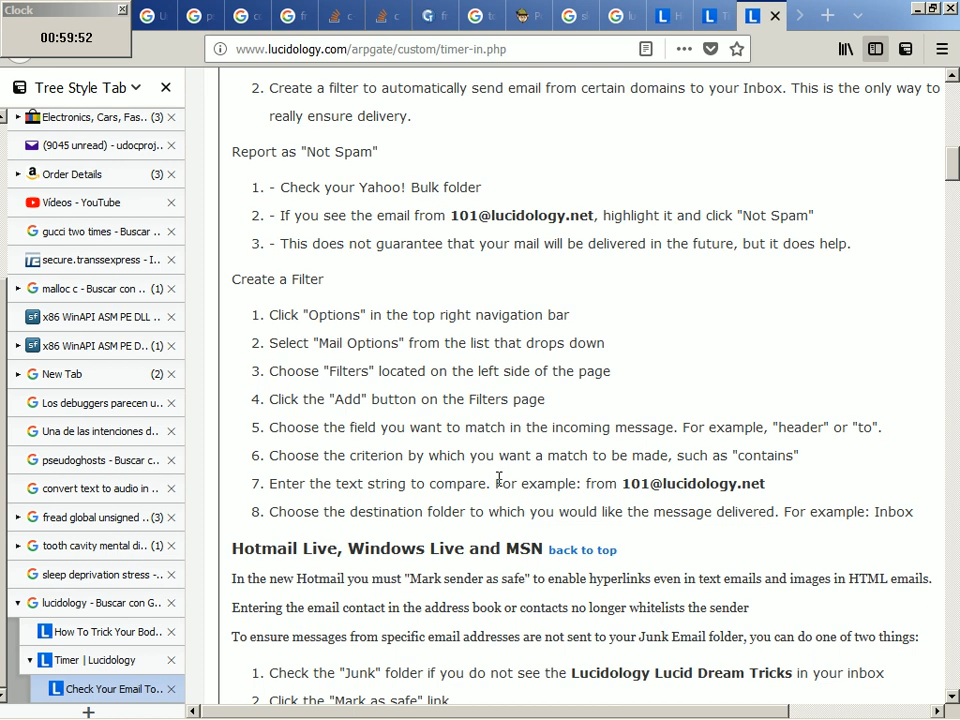 Clock
00:59:52
www.lucidology.com/arpgate/custom/timer-in.php
Tree Style Tab
Electronics, Cars, Fas.. (3)
(9045 unread) - udocproj..
Order Details (3)
Vídeos - YouTube
gucci two times - Buscar ..
secure.transsexpress - I..
malloc c - Buscar con .. (1)
x86 WinAPI ASM PE DLL ..
x86 WinAPI ASM PE D.. (1)
New Tab (2)
Los debuggers parecen u..
Una de las intenciones d..
pseudoghosts - Buscar c..
convert text to audio in ..
fread global unsigned .. (3)
tooth cavity mental di.. (1)
sleep deprivation stress -..
lucidology - Buscar con G..
How To Trick Your Bod..
Timer | Lucidology
Check Your Email To..
2. Create a filter to automatically send email from certain domains to your Inbox. This is the only way to
really ensure delivery.
Report as "Not Spam"
1. - Check your Yahoo! Bulk folder
2. - If you see the email from 101@lucidology.net, highlight it and click "Not Spam"
3. - This does not guarantee that your mail will be delivered in the future, but it does help.
Create a Filter
1. Click "Options" in the top right navigation bar
2. Select "Mail Options" from the list that drops down
3. Choose "Filters" located on the left side of the page
4. Click the "Add" button on the Filters page
5. Choose the field you want to match in the incoming message. For example, "header" or "to".
6. Choose the criterion by which you want a match to be made, such as "contains"
7. Enter the text string to compare. For example: from 101@lucidology.net
8. Choose the destination folder to which you would like the message delivered. For example: Inbox
Hotmail Live, Windows Live and MSN back to top
In the new Hotmail you must "Mark sender as safe" to enable hyperlinks even in text emails and images in HTML emails.
Entering the email contact in the address book or contacts no longer whitelists the sender
To ensure messages from specific email addresses are not sent to your Junk Email folder, you can do one of two things:
1. Check the "Junk" folder if you do not see the Lucidology Lucid Dream Tricks in your inbox
2. Click the "Mark as safe" link